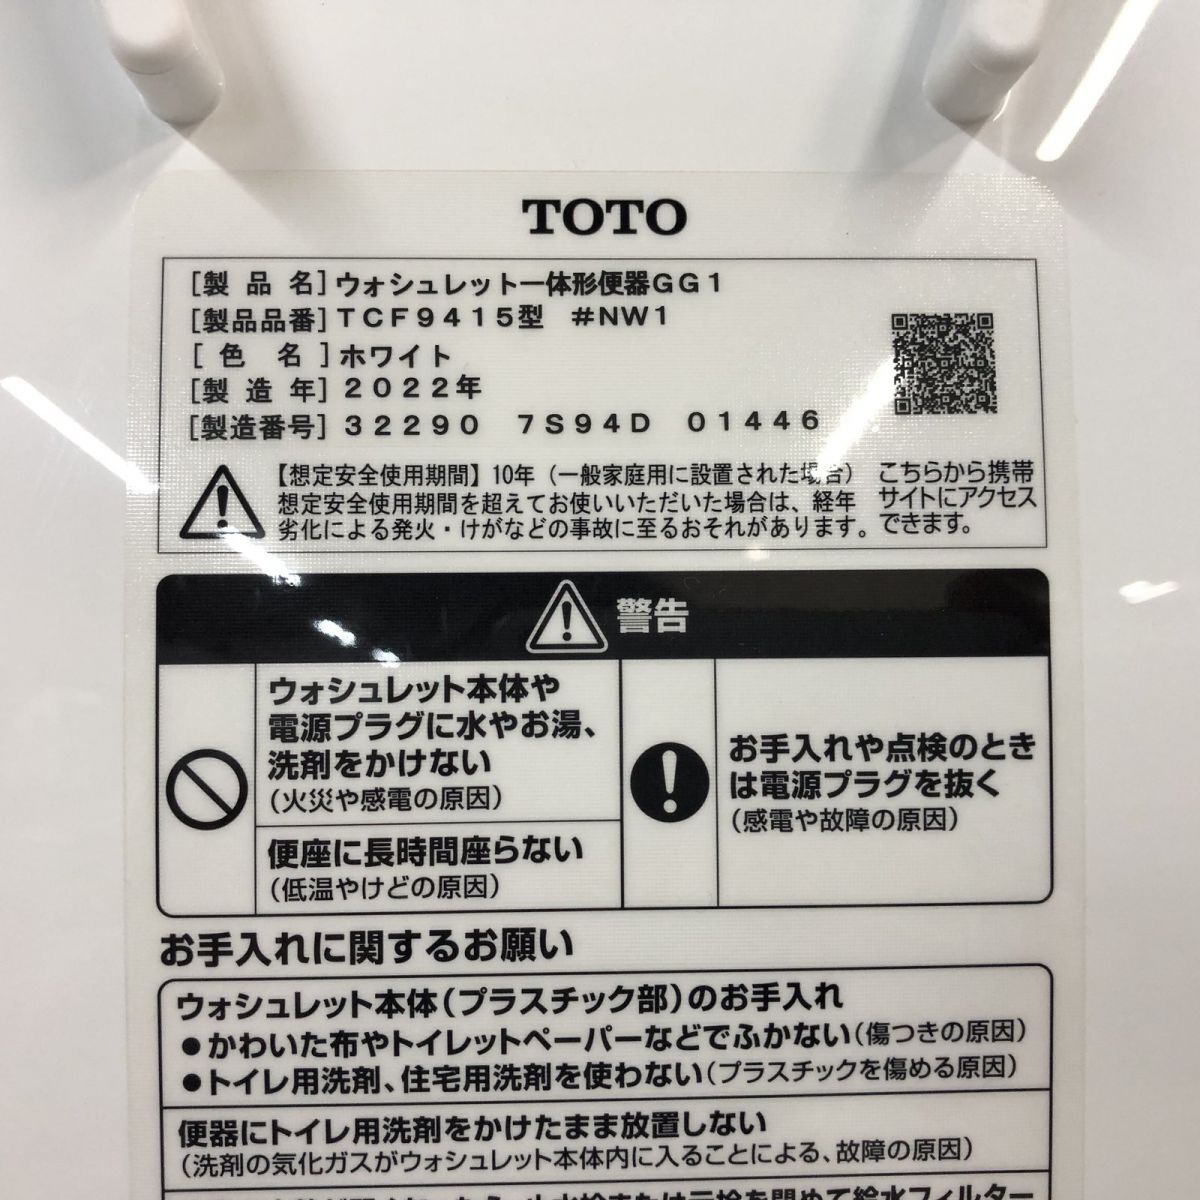 TOTO
[製品名]ウォシュレット一体形便器GG1
[製品品番]TCF9415型 #NW1
[色名]ホワイト
[製造年]2022年
[製造番号]32290 7S94D 01446
【想定安全使用期間】10年（一般家庭用に設置された場合）
想定安全使用期間を超えてお使いいただいた場合は、経年
劣化による発火・けがなどの事故に至るおそれがあります。
こちらから携帯
サイトにアクセス
できます。
警告
ウォシュレット本体や
電源プラグに水やお湯、
洗剤をかけない
(火災や感電の原因)
便座に長時間座らない
(低温やけどの原因)
お手入れや点検のとき
は電源プラグを抜く
(感電や故障の原因)
お手入れに関するお願い
ウォシュレット本体(プラスチック部)のお手入れ
●かわいた布やトイレットペーパーなどでふかない(傷つきの原因)
●トイレ用洗剤、住宅用洗剤を使わない(プラスチックを傷める原因)
便器にトイレ用洗剤をかけたまま放置しない
(洗剤の気化ガスがウォシュレット本体内に入ることによる、故障の原因)
を閉めて給水フィルター